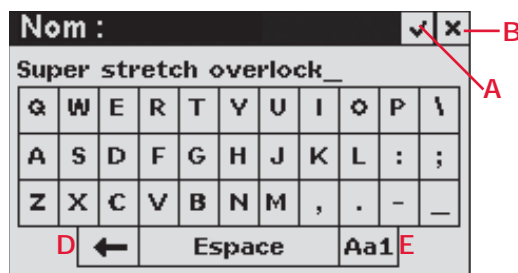 Nom : ✓ × B
A
Super stretch overlock_
Q W E R T Y U I O P \
A S D F G H J K L : ;
Z X C V B N M , . - _
D ← Espace Aa1 E